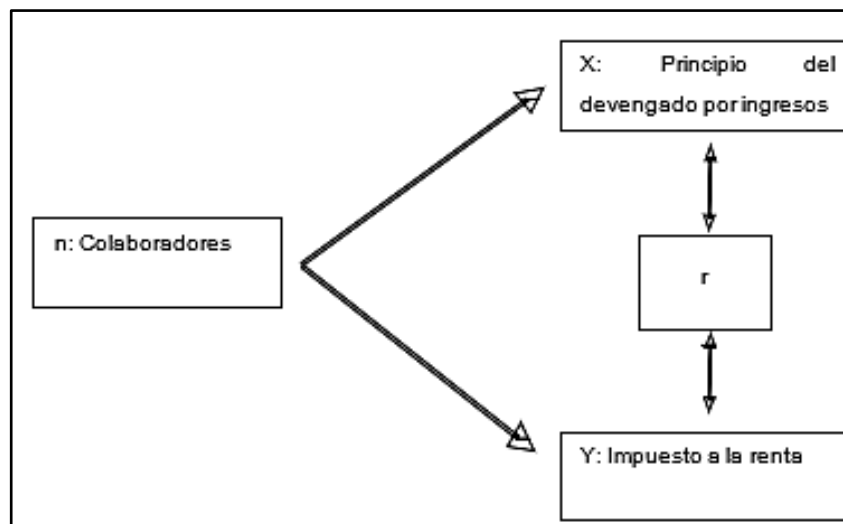 X: Principio del
devengado por ingresos
n: Colaboradores
r
Y: Impuesto a la renta